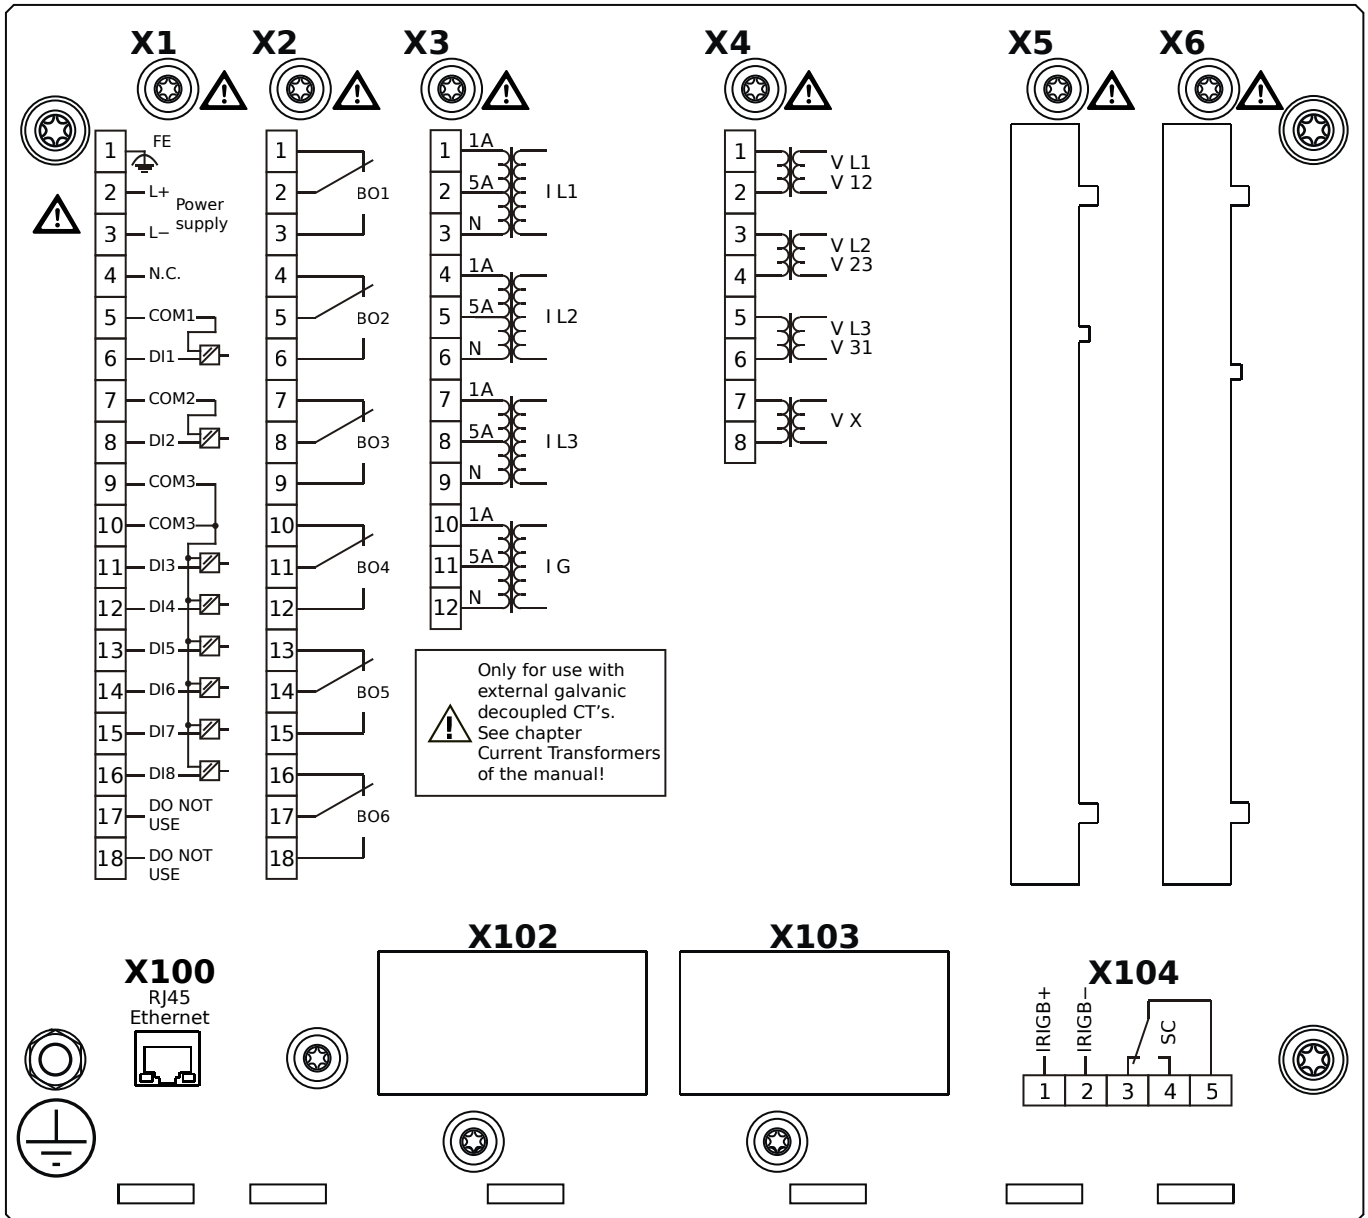 X1
X2
X3
X4
X5
X6
1 FE
2 L+
3 L−
Power
supply
4 N.C.
5 COM1
6 DI1
7 COM2
8 DI2
9 COM3
10 COM3
11 DI3
12 DI4
13 DI5
14 DI6
15 DI7
16 DI8
17 DO NOT
USE
18 DO NOT
USE
1
2 BO1
3
4
5 BO2
6
7
8 BO3
9
10
11 BO4
12
13
14 BO5
15
16
17 BO6
18
1 1A
2 5A I L1
3 N
4 1A
5 5A I L2
6 N
7 1A
8 5A I L3
9 N
10 1A
11 5A I G
12 N
Only for use with
external galvanic
decoupled CT's.
See chapter
Current Transformers
of the manual!
1 V L1
2 V 12
3 V L2
4 V 23
5 V L3
6 V 31
7
V X
8
X100
RJ45
Ethernet
X102
X103
X104
IRIGB+
IRIGB−
SC
1 2 3 4 5